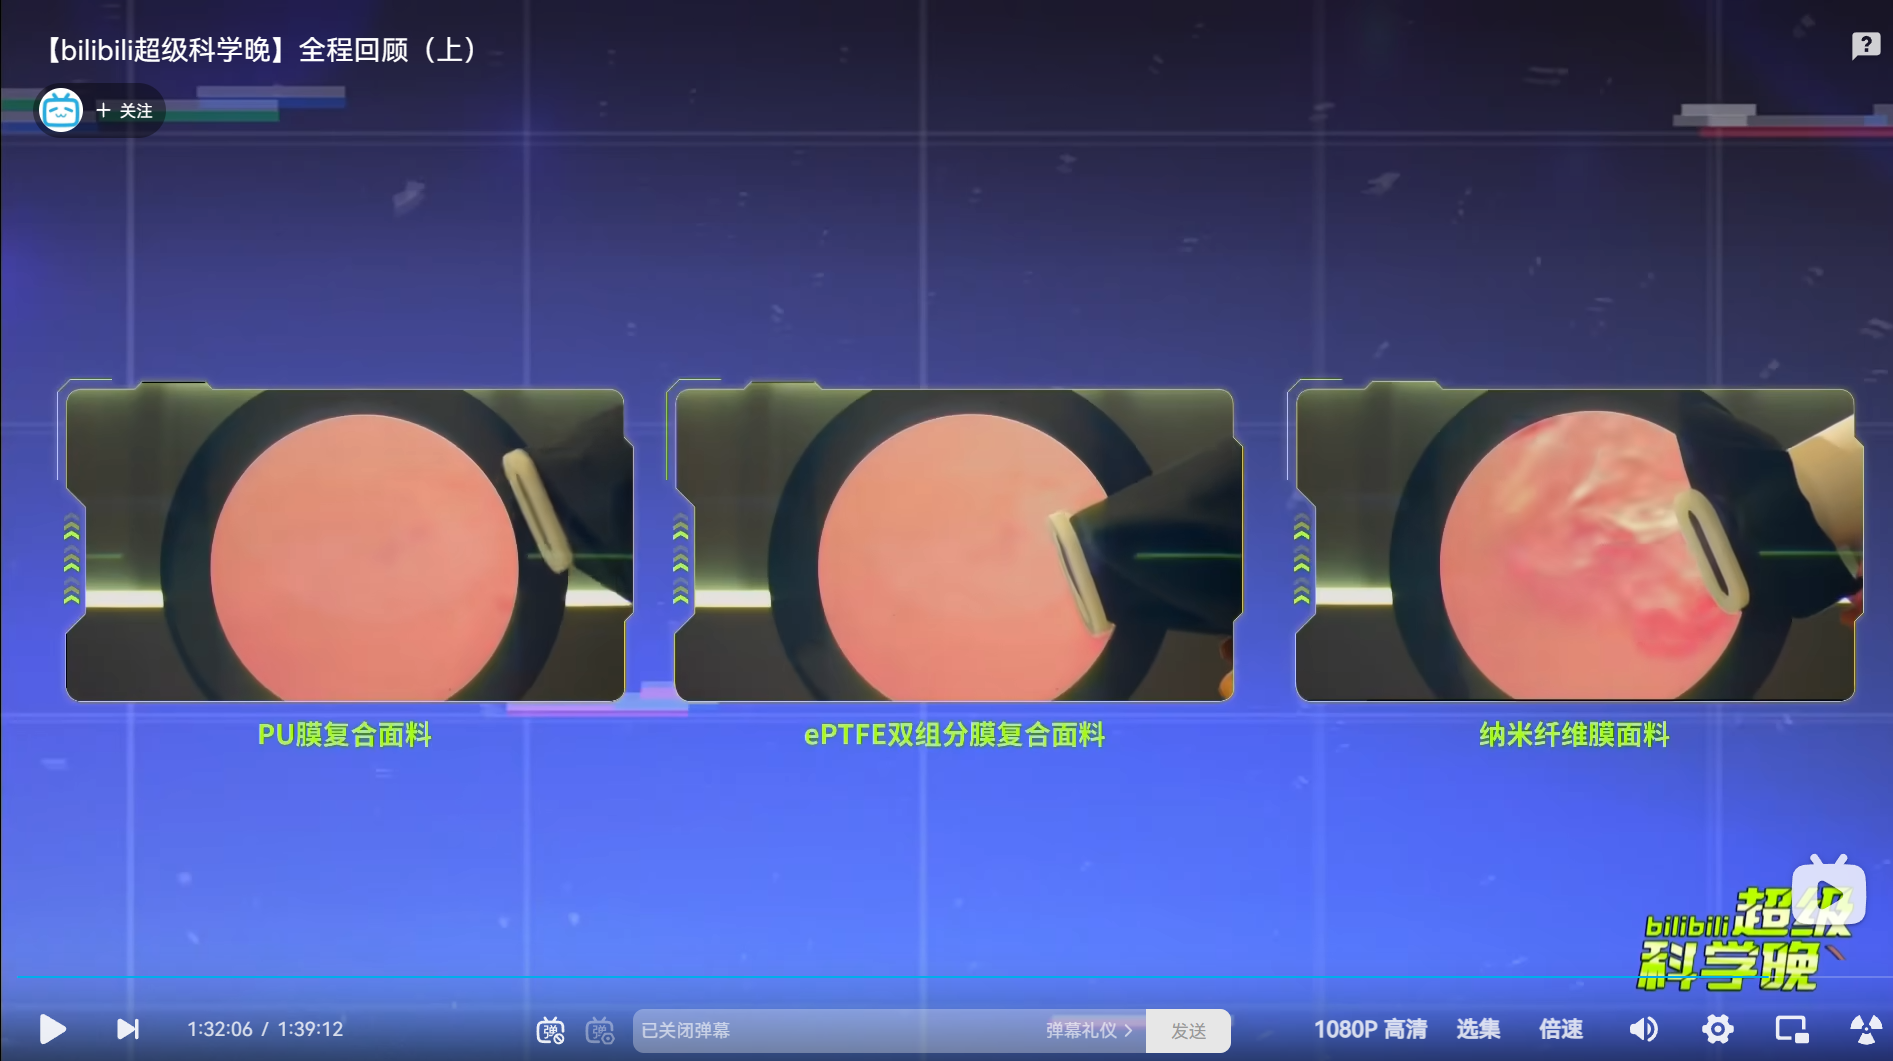 【bilibili超级科学晚】全程回顾（上）
+ 关注
PU膜复合面料
ePTFE双组分膜复合面料
纳米纤维膜面料
bilibili超级
科学晚
1:32:06 / 1:39:12
弹
弹
已关闭弹幕
弹幕礼仪 >
发送
1080P 高清
选集
倍速